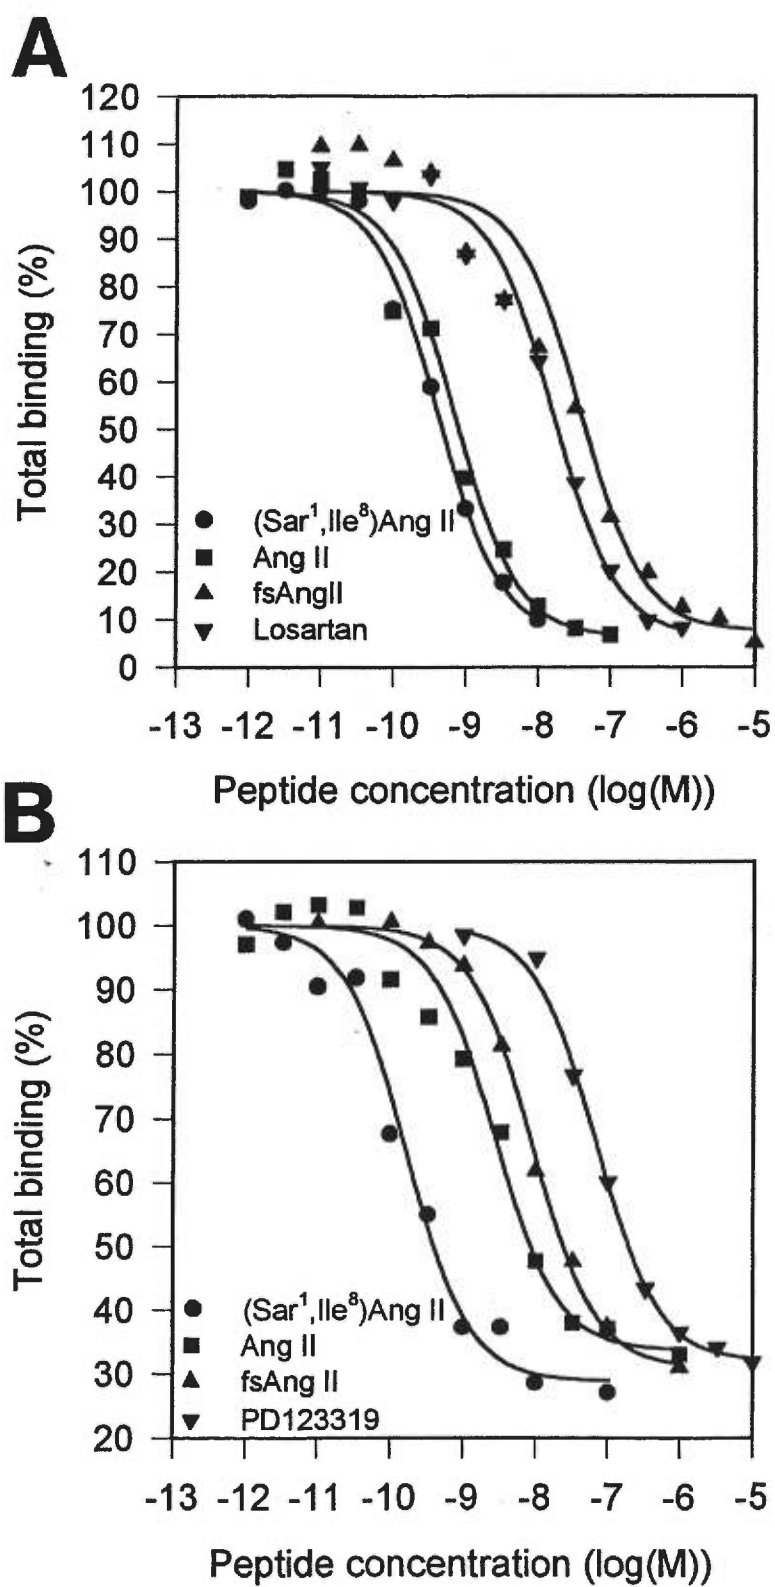 A
120
110
100
90
80
70
60
50
40
30
20
10
0
Total binding (%)
(Sar¹,Ile⁸)Ang II
Ang II
fsAngII
Losartan
-13 -12 -11 -10 -9 -8 -7 -6 -5
Peptide concentration (log(M))
B
110
100
90
80
70
60
50
40
30
20
Total binding (%)
(Sar¹,Ile⁸)Ang II
Ang II
fsAng II
PD123319
-13 -12 -11 -10 -9 -8 -7 -6 -5
Peptide concentration (log(M))